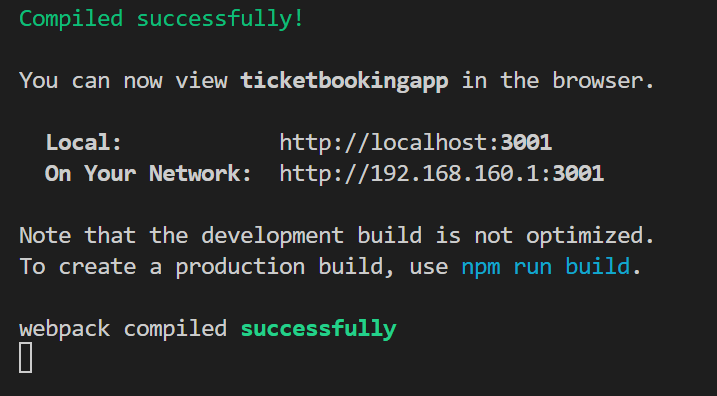 Compiled successfully!
You can now view ticketbookingapp in the browser.
Local: http://localhost:3001
On Your Network: http://192.168.160.1:3001
Note that the development build is not optimized.
To create a production build, use npm run build.
webpack compiled successfully